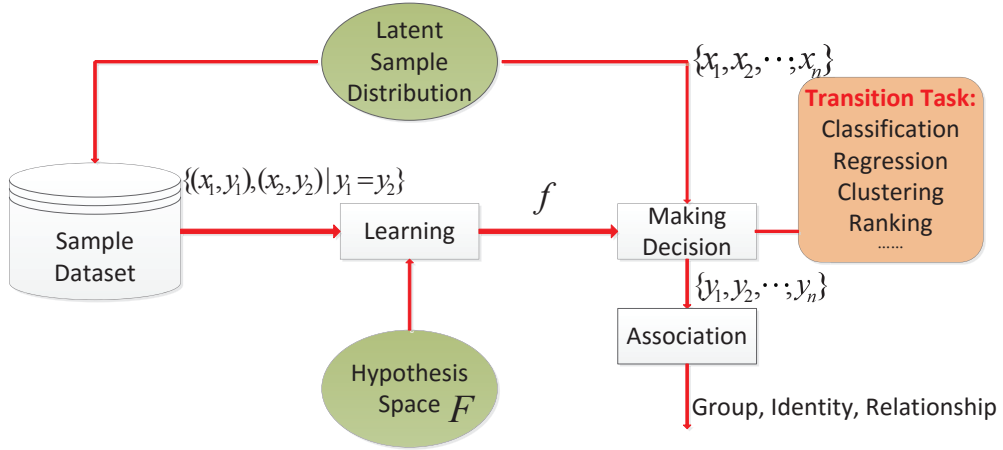 Latent
Sample
Distribution
{x₁,x₂,⋯,xₙ}
Transition Task:
Classification
Regression
Clustering
Ranking
......
{(x₁,y₁),(x₂,y₂)|y₁=y₂}
Sample
Dataset
Learning
f
Making
Decision
{y₁,y₂,⋯,yₙ}
Association
Hypothesis
Space F
Group, Identity, Relationship